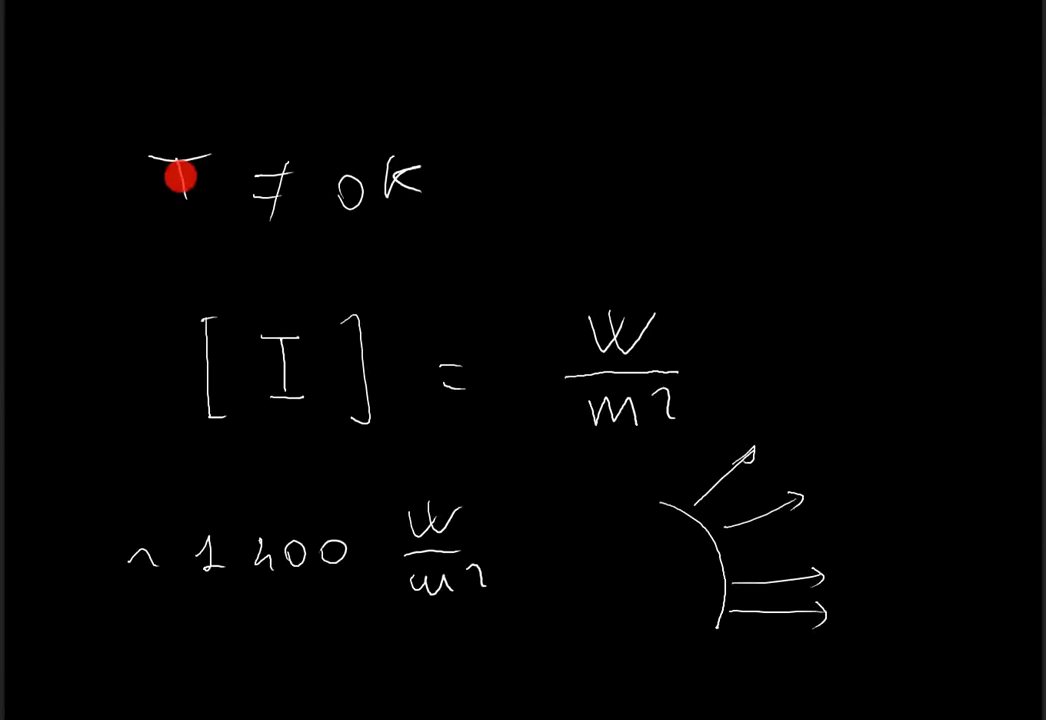 T ≠ 0K
[I] = W/m²
~ 1400 W/m²